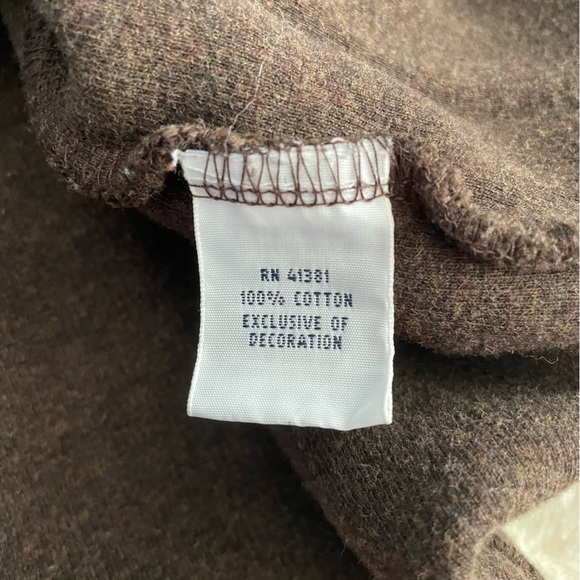 RN 41381
100% COTTON
EXCLUSIVE OF
DECORATION